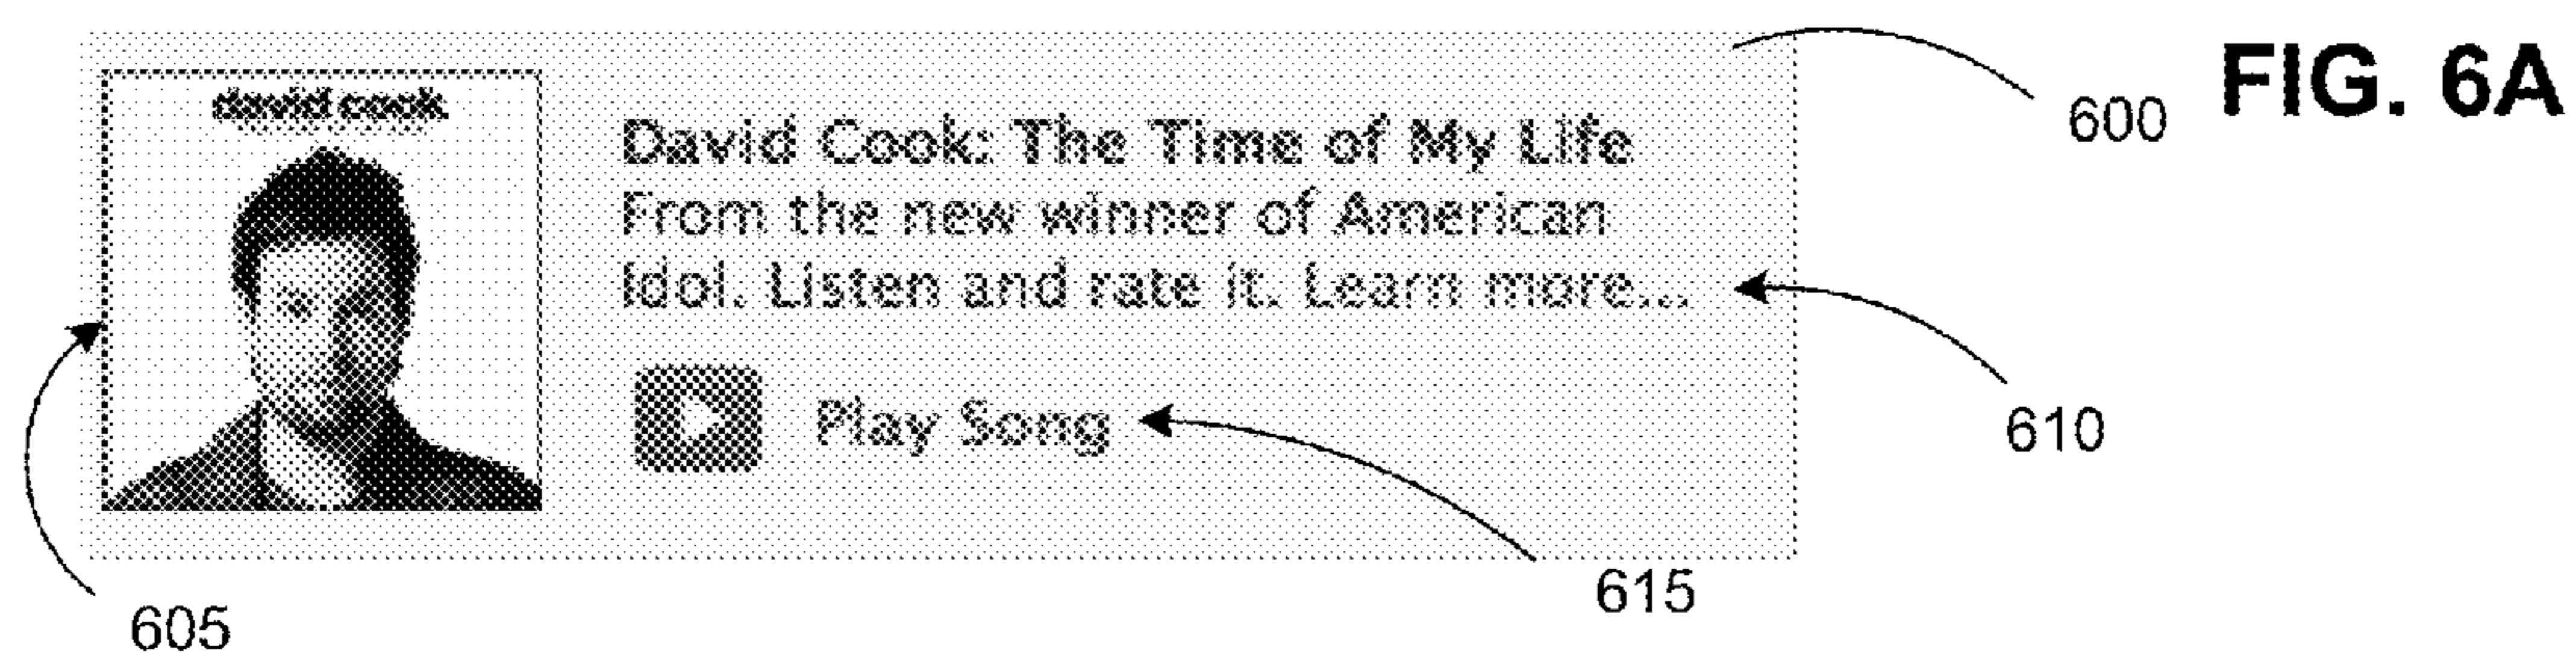 FIG. 6A
600
david cook
David Cook: The Time of My Life
From the new winner of American
Idol. Listen and rate it. Learn more...
610
Play Song
615
605